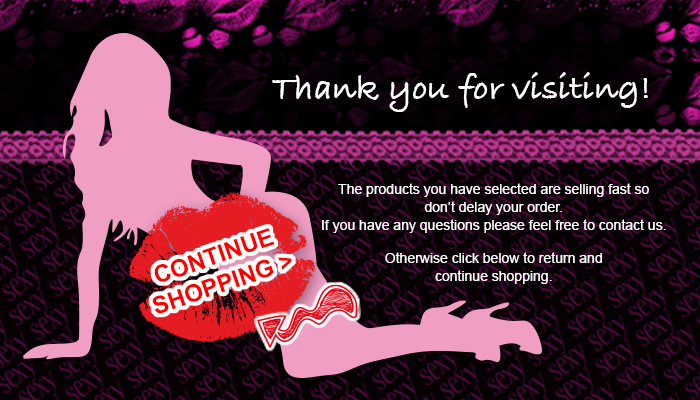 Thank you for visiting!
The products you have selected are selling fast so
don't delay your order.
If you have any questions please feel free to contact us.
Otherwise click below to return and
continue shopping.
CONTINUE
SHOPPING >
sexy